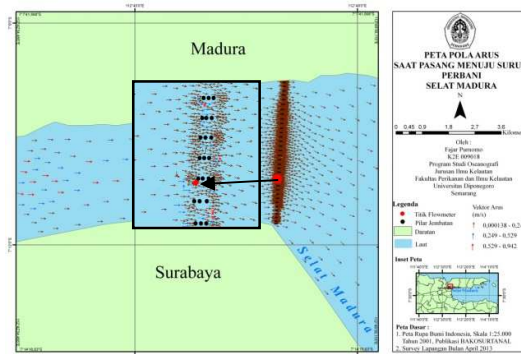 Madura
Surabaya
Selat Madura
PETA POLA ARUS
SAAT PASANG MENUJU SURUT
PERBANI
SELAT MADURA
N
0 0.45 0.9 1.8 2.7 3.6
Oleh :
Fajar Purnomo
K2E 009018
Program Studi Oseanografi
Jurusan Ilmu Kelautan
Fakultas Perikanan dan Ilmu Kelautan
Universitas Diponegoro
Semarang
Legenda
Titik Flowmeter
Pilar Jembatan
Daratan
Laut
Vektor Arus
(m/s)
0,249 - 0,529
0,529 - 0,942
Inset Peta
Peta Dasar :
1. Peta Rupa Bumi Indonesia, Skala 1:25.000
Tahun 2001, Publikasi BAKOSURTANAL
2. Survey Lapangan Bulan April 2013